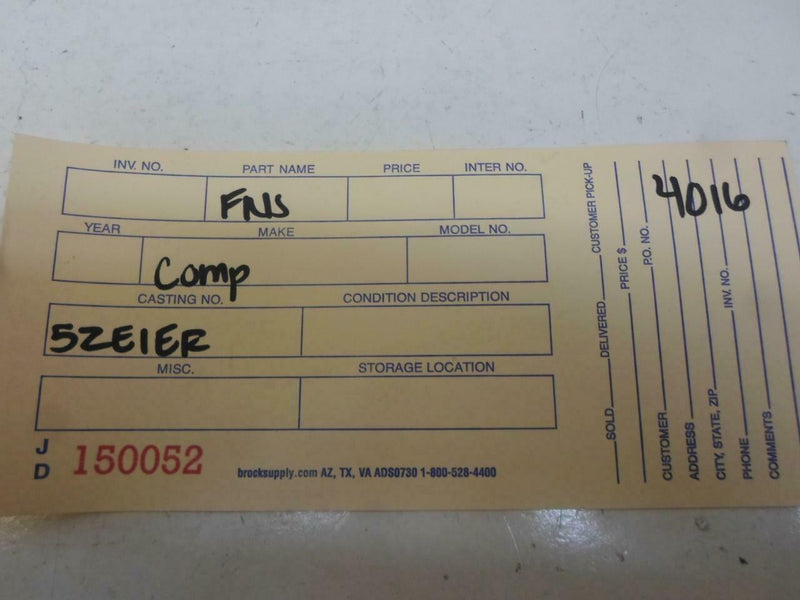 INV. NO. PART NAME PRICE INTER NO.
FNS
YEAR MAKE MODEL NO.
Comp
CASTING NO. CONDITION DESCRIPTION
5ZE1ER
MISC. STORAGE LOCATION
J
D 150052 brocksupply.com AZ, TX, VA ADS0730 1-800-528-4400
SOLD DELIVERED CUSTOMER PICK-UP
PRICE $
P.O. NO.
4016
CUSTOMER
ADDRESS
CITY, STATE, ZIP INV. NO.
PHONE
COMMENTS